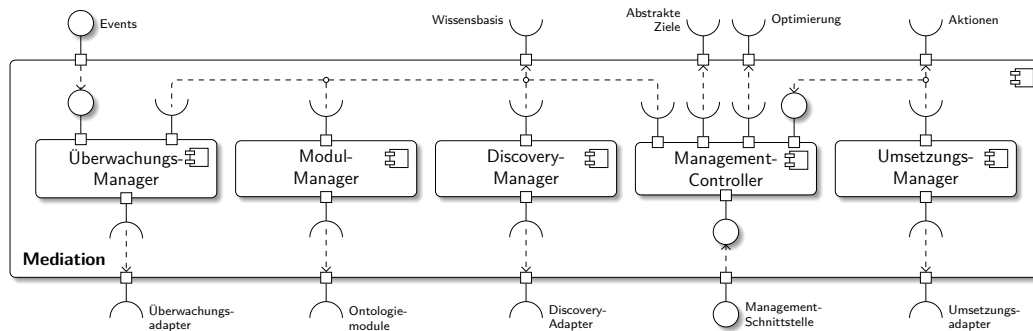 Events
Wissensbasis
Abstrakte
Ziele
Optimierung
Aktionen
Überwachungs-
Manager
Modul-
Manager
Discovery-
Manager
Management-
Controller
Umsetzungs-
Manager
Mediation
Überwachungs-
adapter
Ontologie-
module
Discovery-
Adapter
Management-
Schnittstelle
Umsetzungs-
adapter